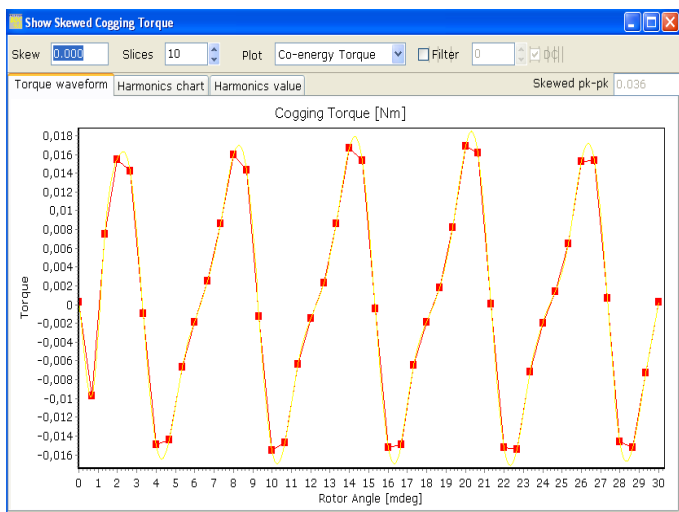 Show Skewed Cogging Torque
Skew 0.000 Slices 10 Plot Co-energy Torque Filter 0
Torque waveform Harmonics chart Harmonics value Skewed pk-pk 0.036
Cogging Torque [Nm]
0,018
0,016
0,014
0,012
0,01
0,008
0,006
0,004
0,002
0
-0,002
-0,004
-0,006
-0,008
-0,01
-0,012
-0,014
-0,016
Torque
0 1 2 3 4 5 6 7 8 9 10 11 12 13 14 15 16 17 18 19 20 21 22 23 24 25 26 27 28 29 30
Rotor Angle [mdeg]